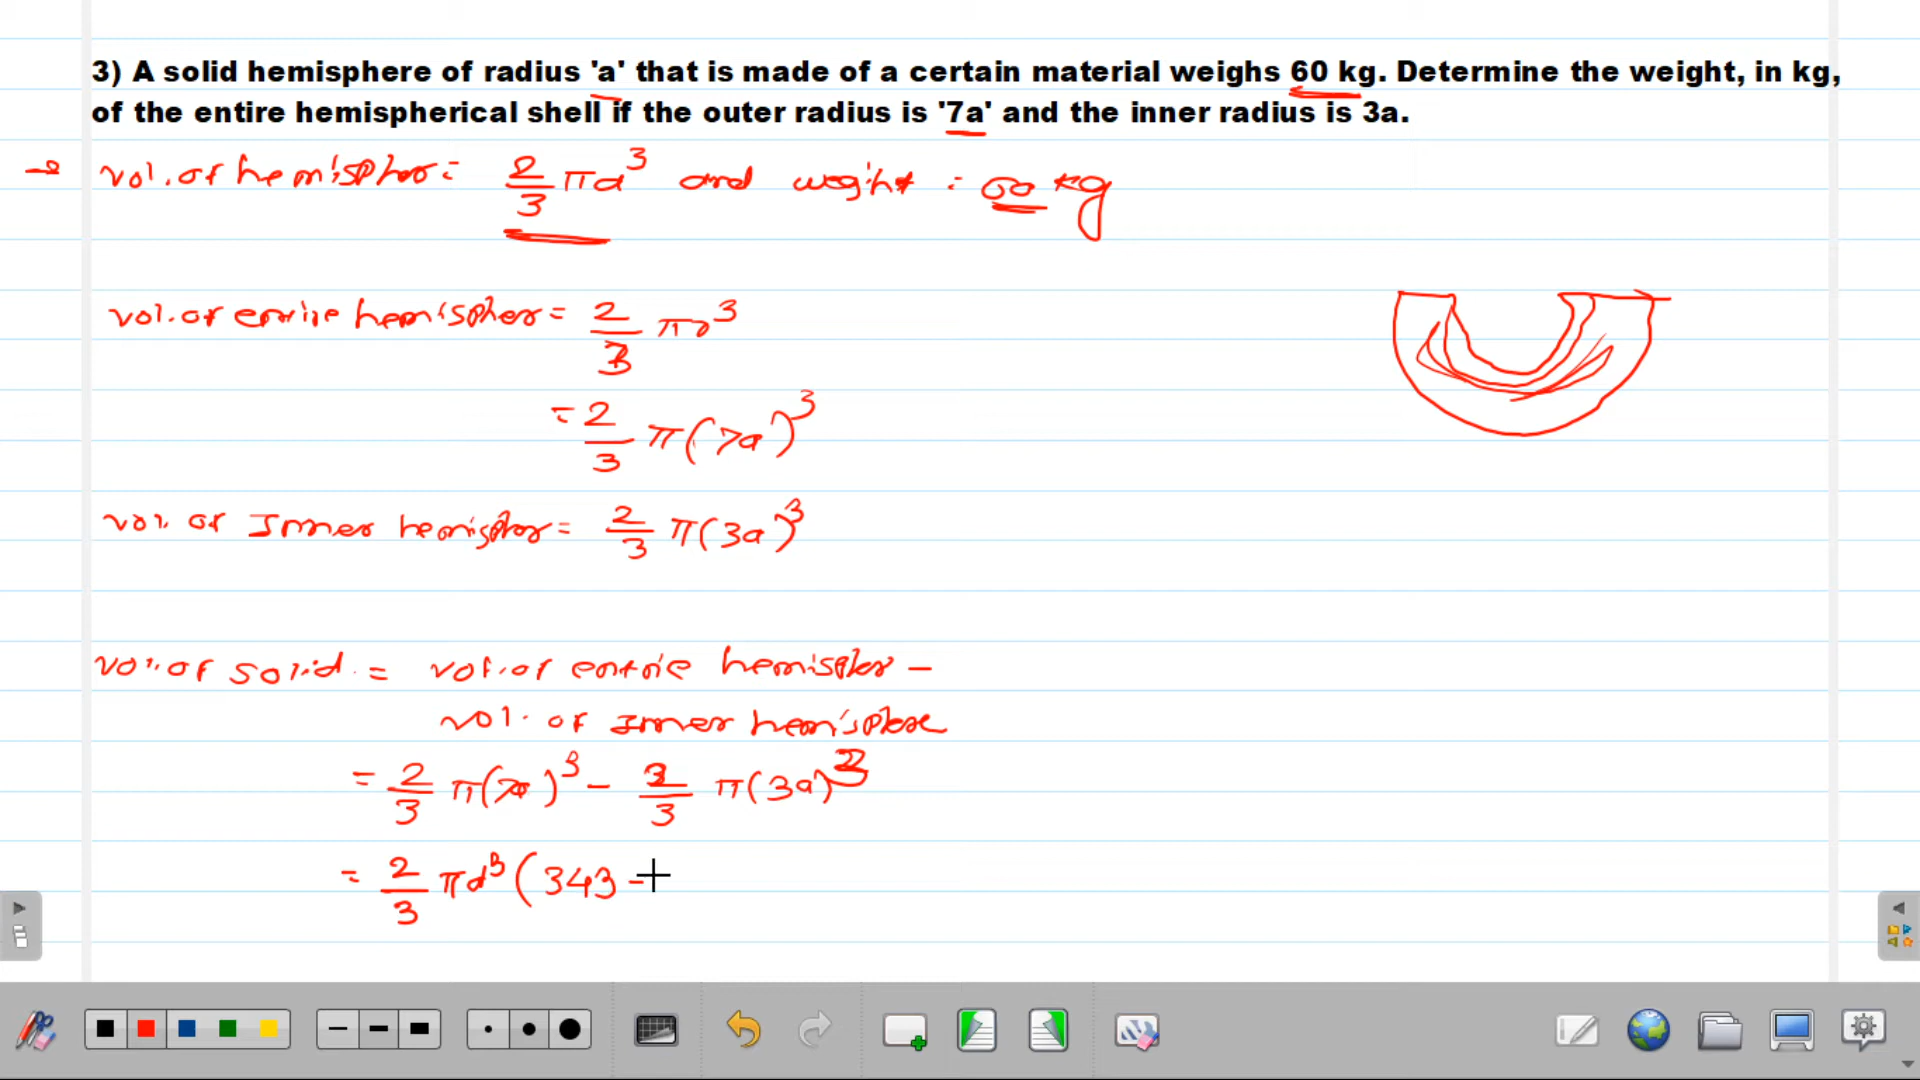 3) A solid hemisphere of radius 'a' that is made of a certain material weighs 60 kg. Determine the weight, in kg,
of the entire hemispherical shell if the outer radius is '7a' and the inner radius is 3a.
→ vol. of hemispher = 2/3 πa³ and weight = 60 kg
vol. of entire hemispher = 2/3 πr³
= 2/3 π(7a)³
vol. of Inner hemispher = 2/3 π(3a)³
vol. of solid = vol. of entire hemispher –
vol. of Inner hemisphere
= 2/3 π(7a)³ – 2/3 π(3a)³
= 2/3 πa³ (343 –